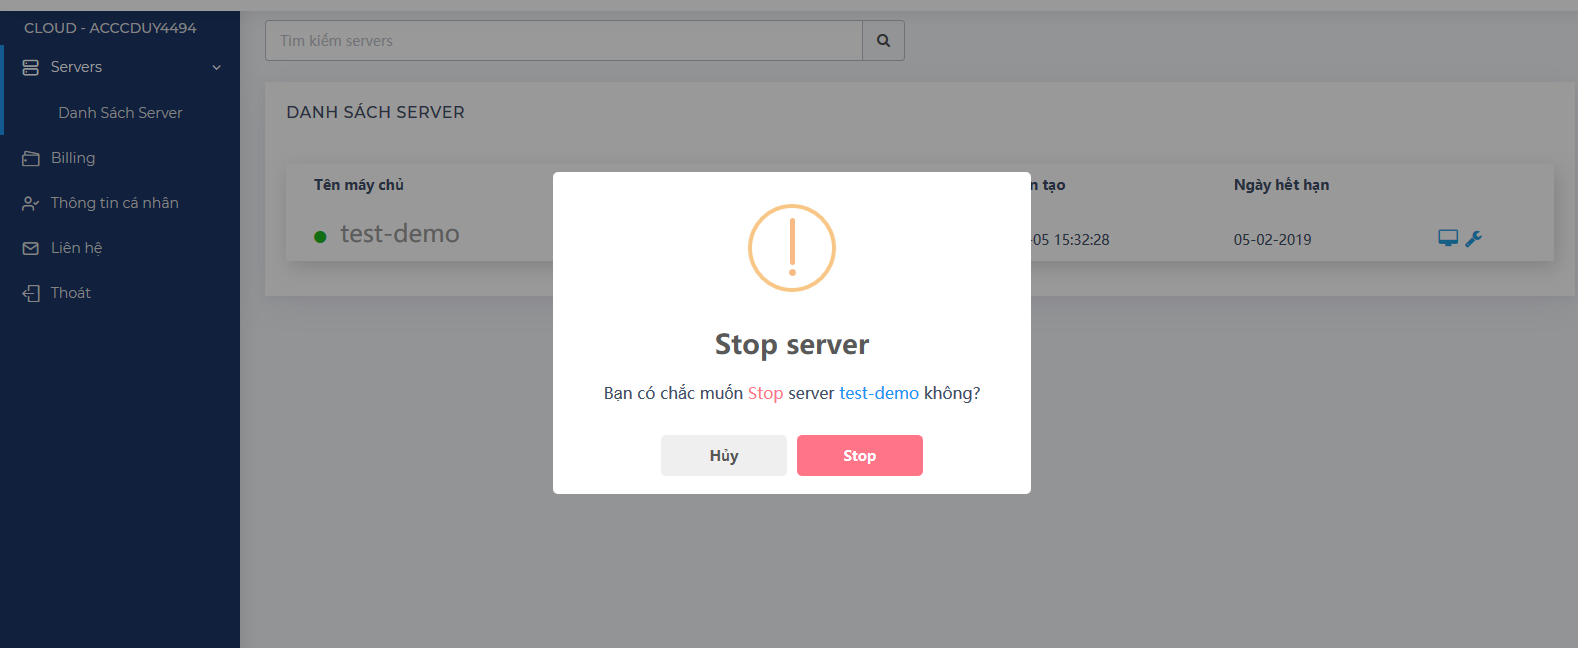 CLOUD - ACCCDUY4494
Servers
Danh Sách Server
Billing
Thông tin cá nhân
Liên hệ
Thoát
Tìm kiếm servers
DANH SÁCH SERVER
Tên máy chủ
n tạo
Ngày hết hạn
test-demo
-05 15:32:28
05-02-2019
Stop server
Bạn có chắc muốn Stop server test-demo không?
Hủy
Stop